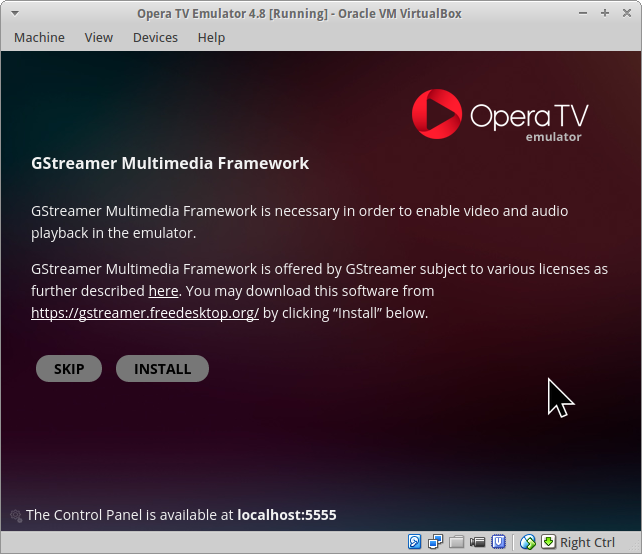 Opera TV Emulator 4.8 [Running] - Oracle VM VirtualBox
Machine View Devices Help
Opera TV
emulator
GStreamer Multimedia Framework
GStreamer Multimedia Framework is necessary in order to enable video and audio
playback in the emulator.
GStreamer Multimedia Framework is offered by GStreamer subject to various licenses as
further described here. You may download this software from
https://gstreamer.freedesktop.org/ by clicking “Install” below.
SKIP INSTALL
The Control Panel is available at localhost:5555
Right Ctrl